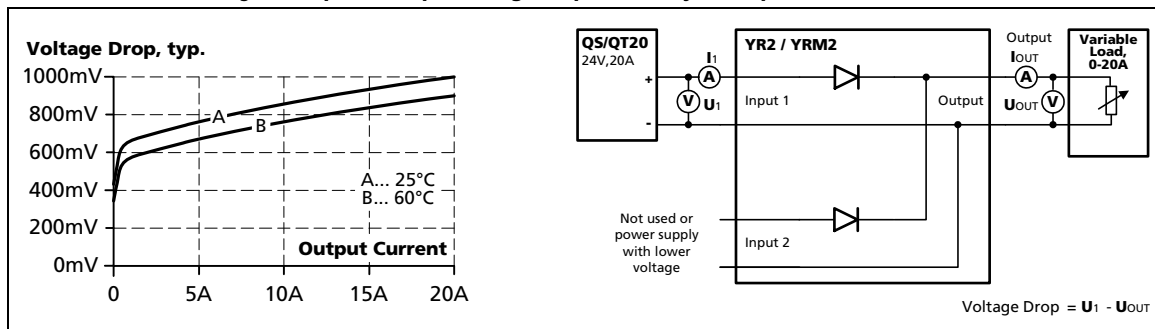 Voltage Drop, typ.
1000mV
800mV
600mV
400mV
200mV
0mV
A
B
A... 25°C
B... 60°C
Output Current
0
5A
10A
15A
20A
QS/QT20
24V,20A
+
-
I1
A
V
U1
YR2 / YRM2
Input 1
Output
Input 2
Not used or
power supply
with lower
voltage
Output
IOUT
A
UOUT
V
Variable
Load,
0-20A
Voltage Drop = U1 - UOUT